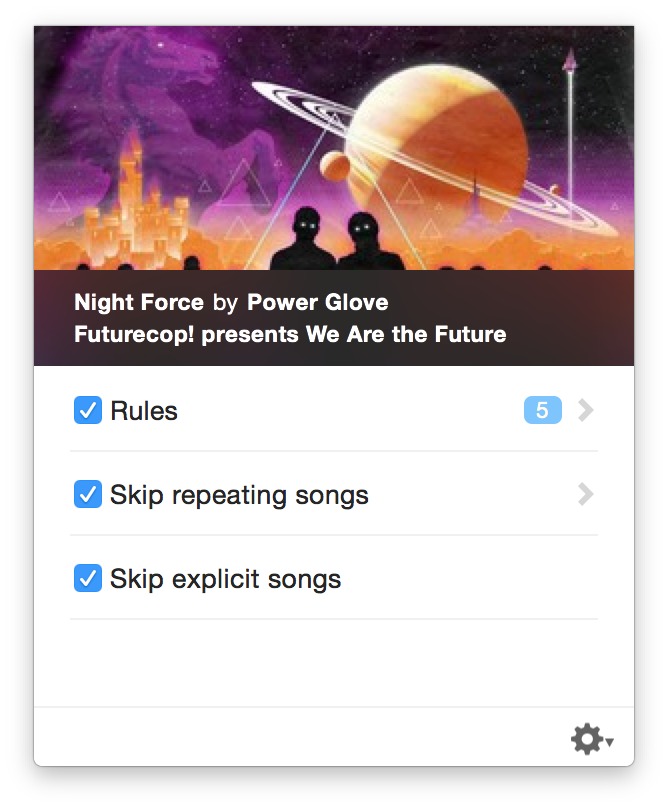 Night Force by Power Glove
Futurecop! presents We Are the Future
Rules 5
Skip repeating songs
Skip explicit songs